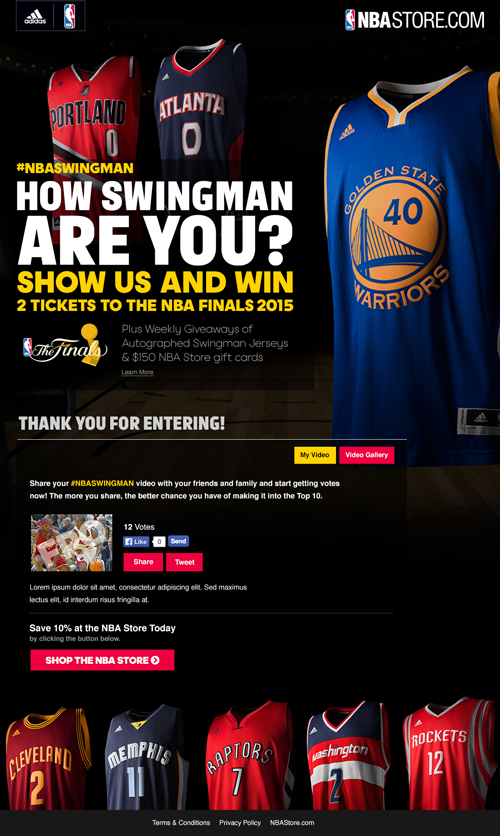 adidas
NBASTORE.COM
PORTLAND
0
ATLANTA
0
GOLDEN STATE
40
WARRIORS
adidas
#NBASWINGMAN
HOW SWINGMAN
ARE YOU?
SHOW US AND WIN
2 TICKETS TO THE NBA FINALS 2015
The Finals
Plus Weekly Giveaways of
Autographed Swingman Jerseys
& $150 NBA Store gift cards
Learn More
THANK YOU FOR ENTERING!
My Video
Video Gallery
Share your #NBASWINGMAN video with your friends and family and start getting votes
now! The more you share, the better chance you have of making it into the Top 10.
12 Votes
Like 0 Send
Share
Tweet
Lorem ipsum dolor sit amet, consectetur adipiscing elit. Sed maximus
lectus elit, id interdum risus fringilla at.
Save 10% at the NBA Store Today
by clicking the button below.
SHOP THE NBA STORE
CLEVELAND
2
MEMPHIS
11
RAPTORS
7
Washington
2
ROCKETS
12
Terms & Conditions Privacy Policy NBAStore.com